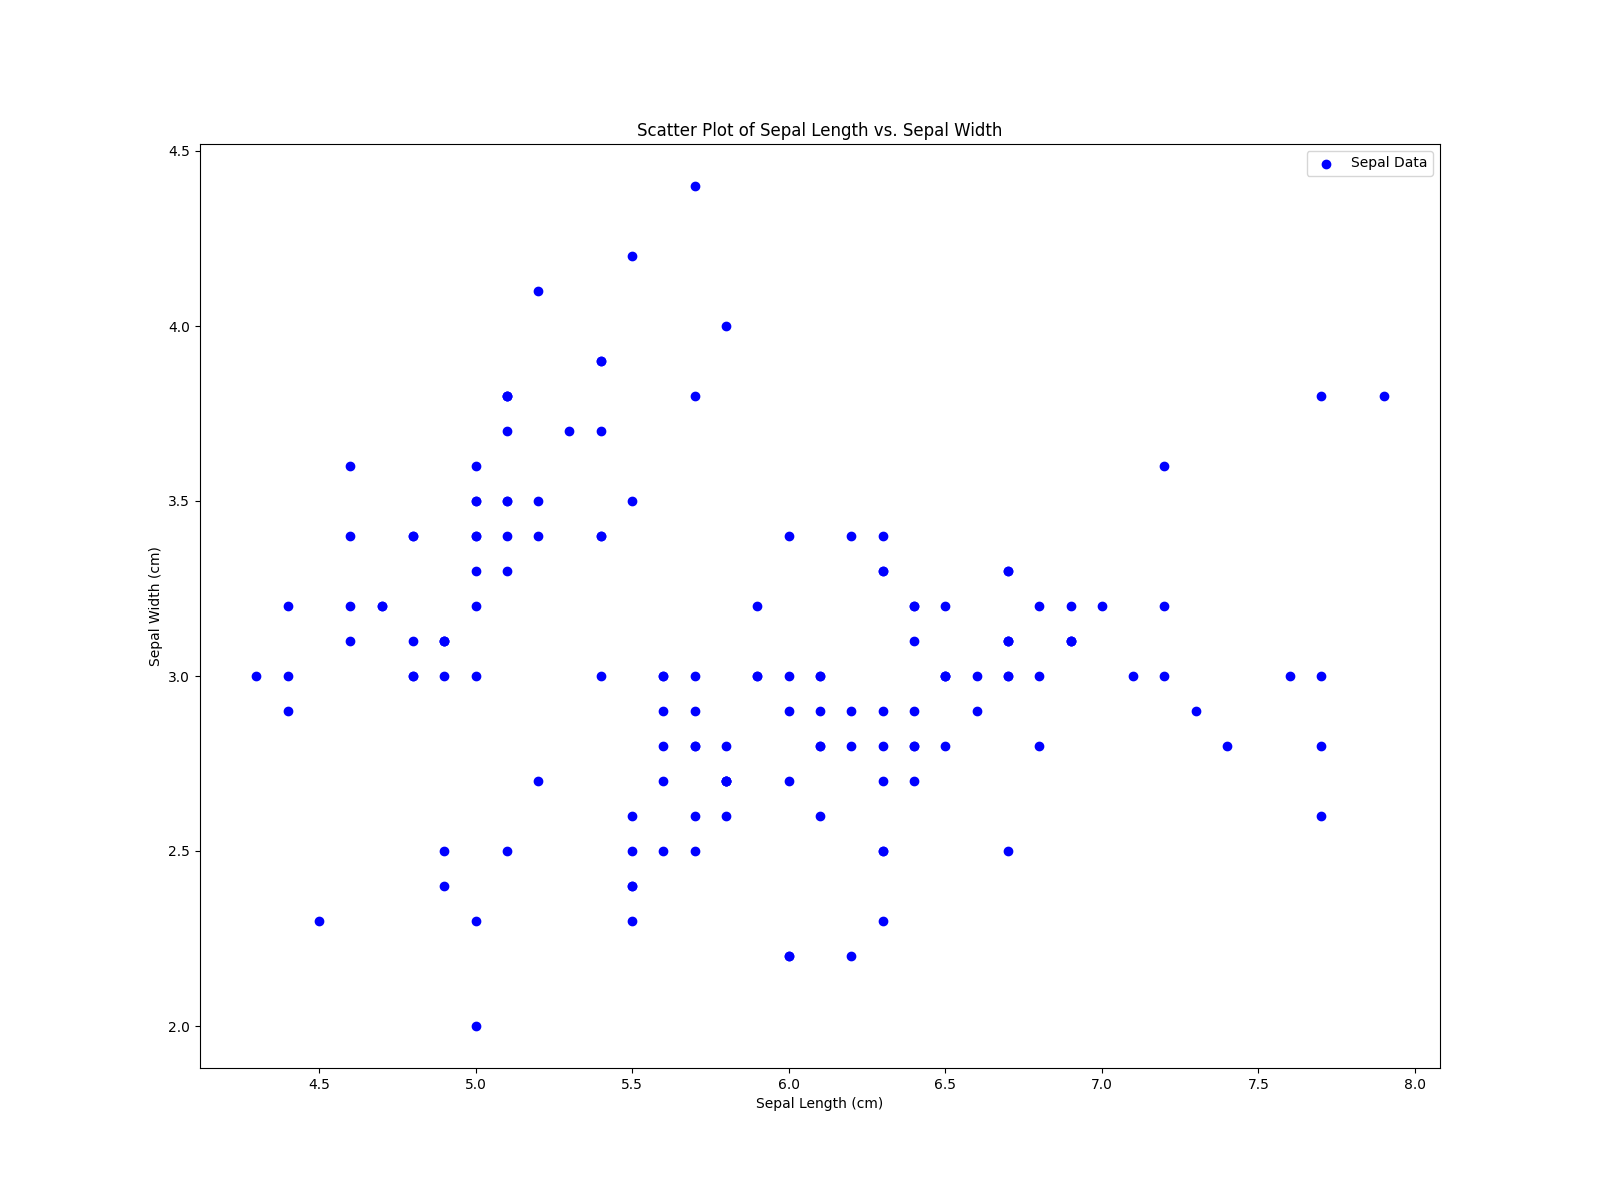 Scatter Plot of Sepal Length vs. Sepal Width
Sepal Data
4.5
4.0
3.5
3.0
2.5
2.0
Sepal Width (cm)
4.5 5.0 5.5 6.0 6.5 7.0 7.5 8.0
Sepal Length (cm)